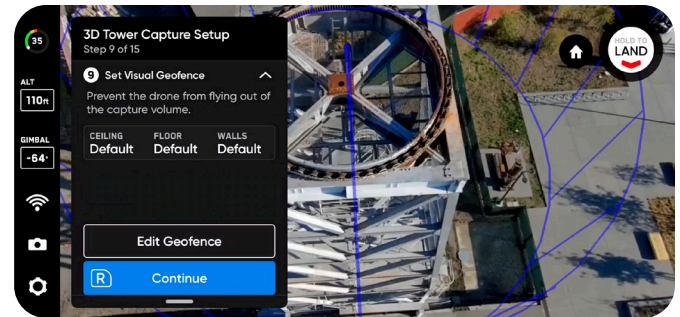 35
ALT
110ft
GIMBAL
-64°
3D Tower Capture Setup
Step 9 of 15
9 Set Visual Geofence
Prevent the drone from flying out of
the capture volume.
CEILING FLOOR WALLS
Default Default Default
Edit Geofence
R Continue
HOLD TO
LAND